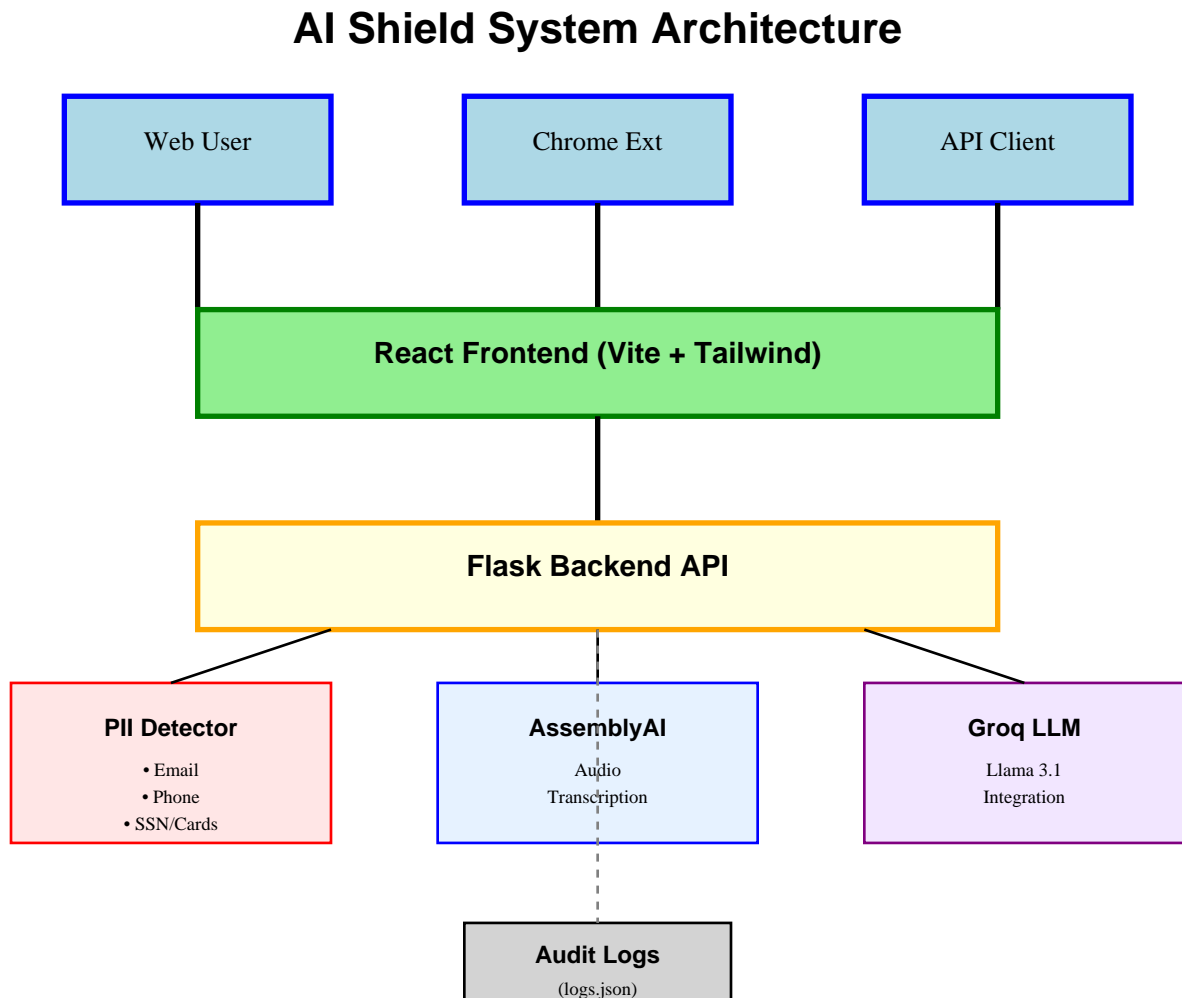 AI Shield System Architecture
Web User
Chrome Ext
API Client
React Frontend (Vite + Tailwind)
Flask Backend API
PII Detector
• Email
• Phone
• SSN/Cards
AssemblyAI
Audio
Transcription
Groq LLM
Llama 3.1
Integration
Audit Logs
(logs.json)